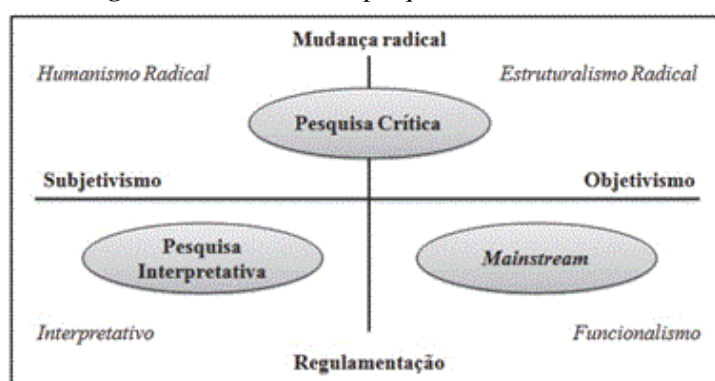 Mudança radical
Humanismo Radical
Estruturalismo Radical
Pesquisa Crítica
Subjetivismo
Objetivismo
Pesquisa
Interpretativa
Mainstream
Interpretativo
Funcionalismo
Regulamentação